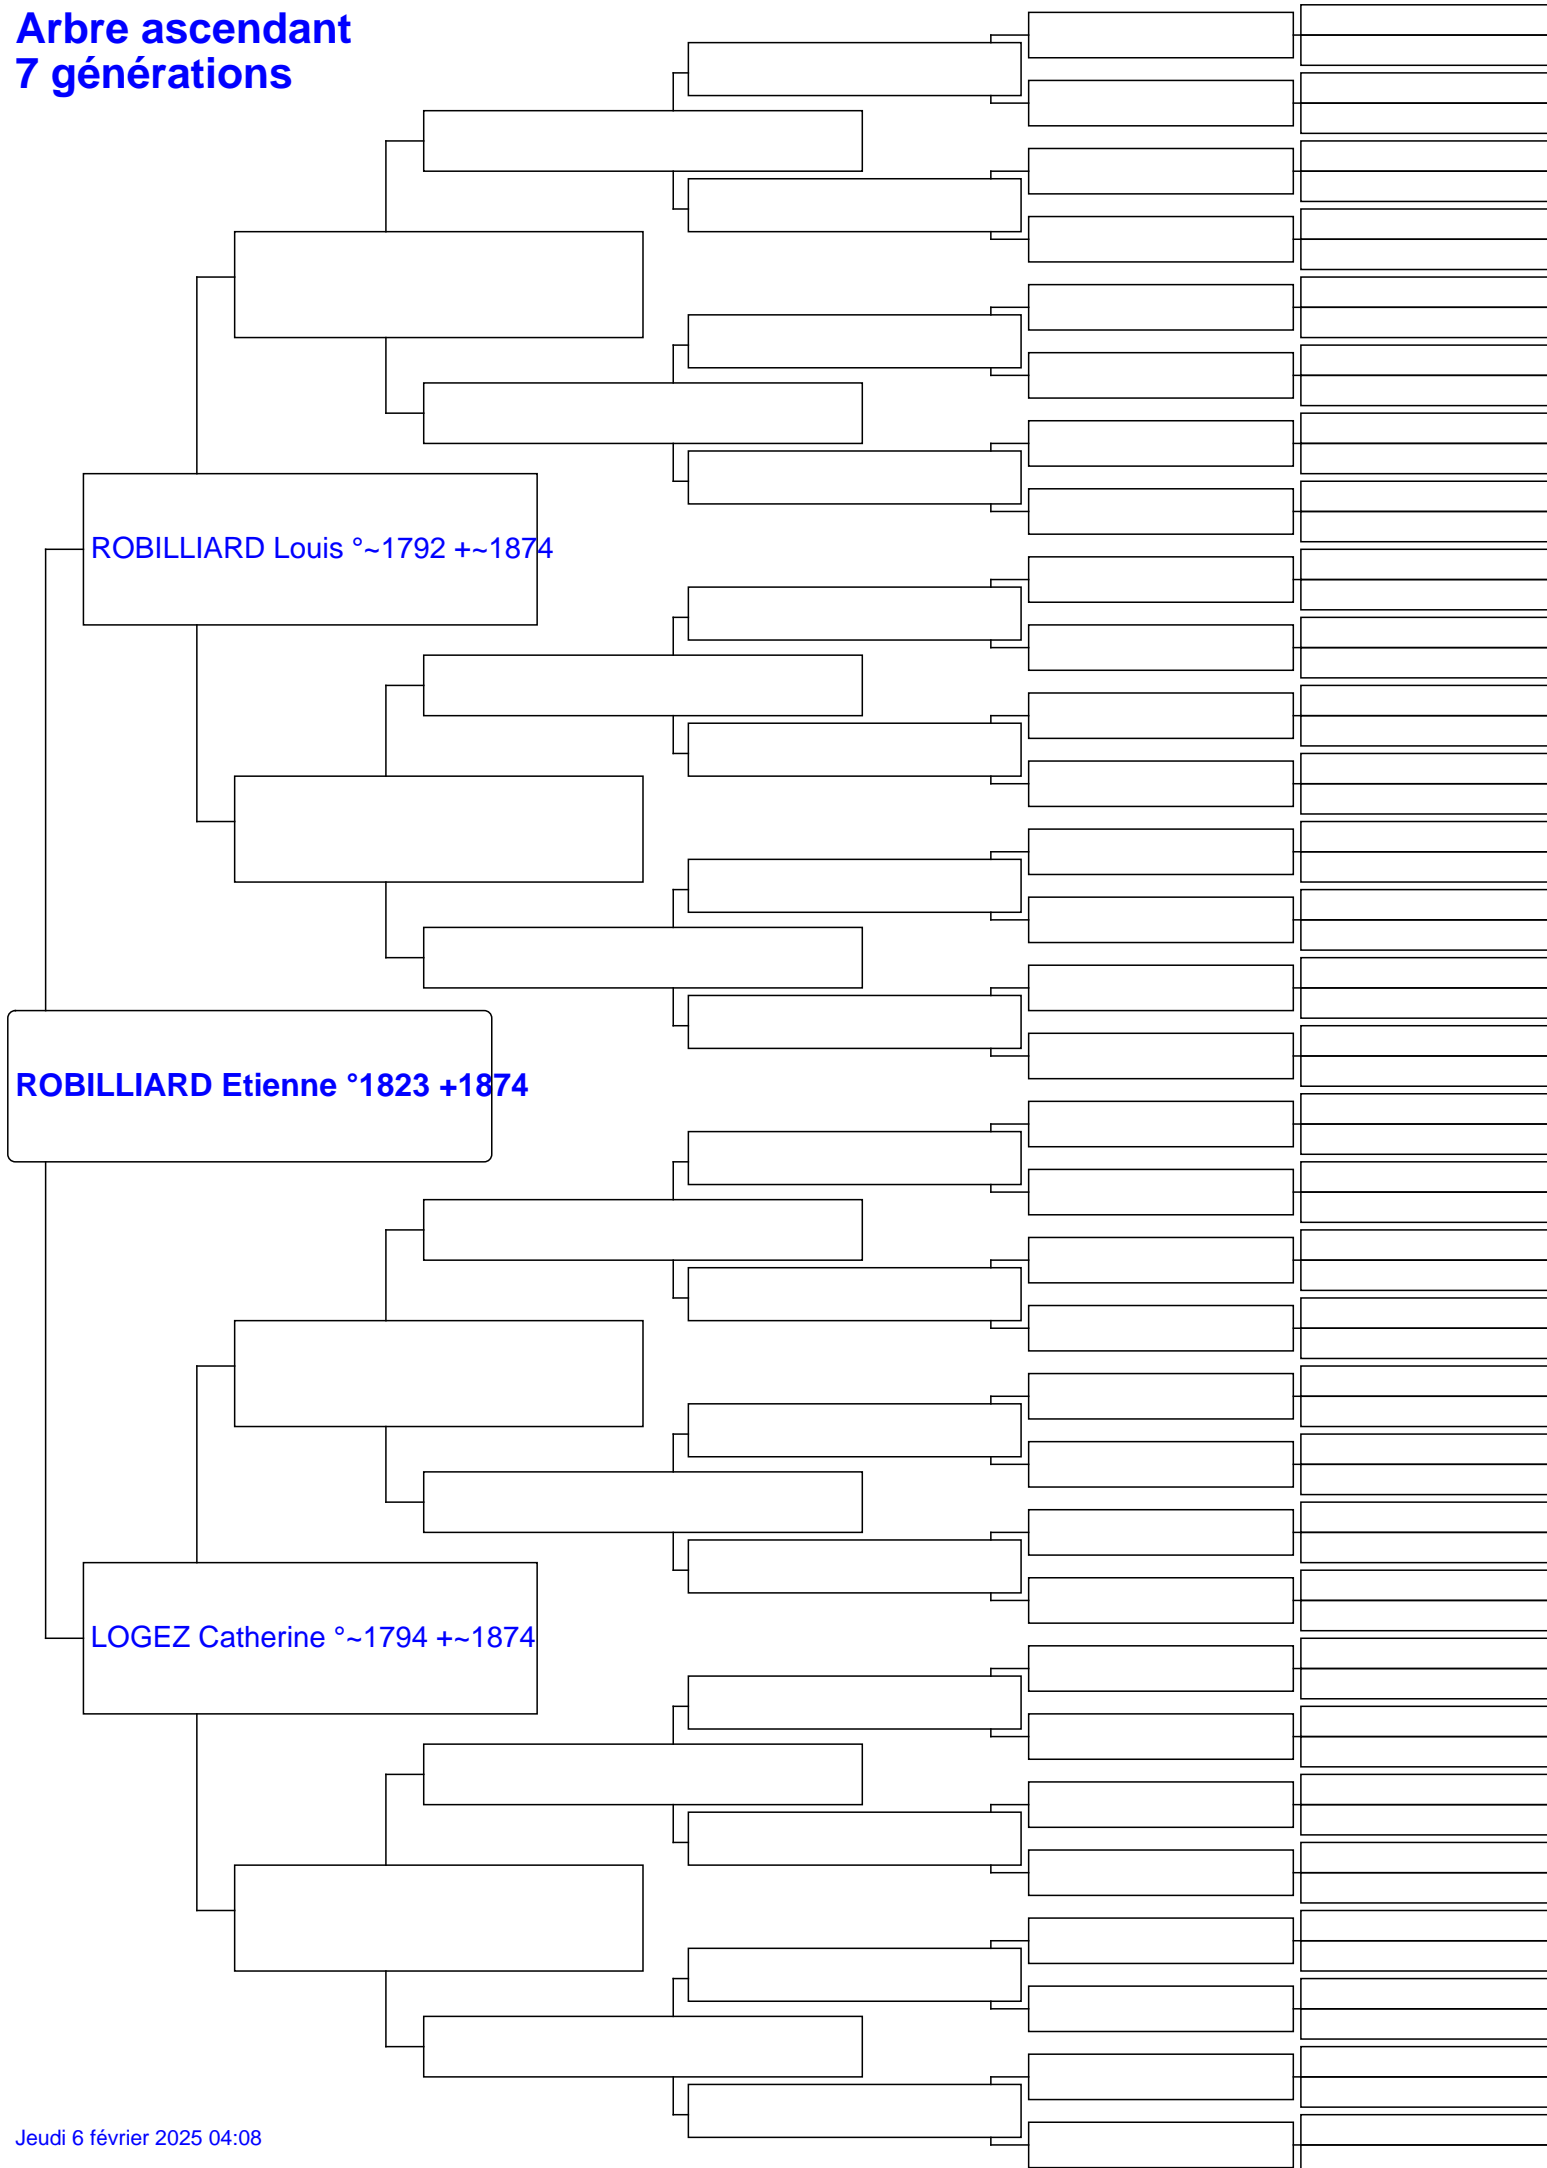 Arbre ascendant
7 générations
ROBILLIARD Louis °~1792 +~1874
ROBILLIARD Etienne °1823 +1874
LOGEZ Catherine °~1794 +~1874
Jeudi 6 février 2025 04:08